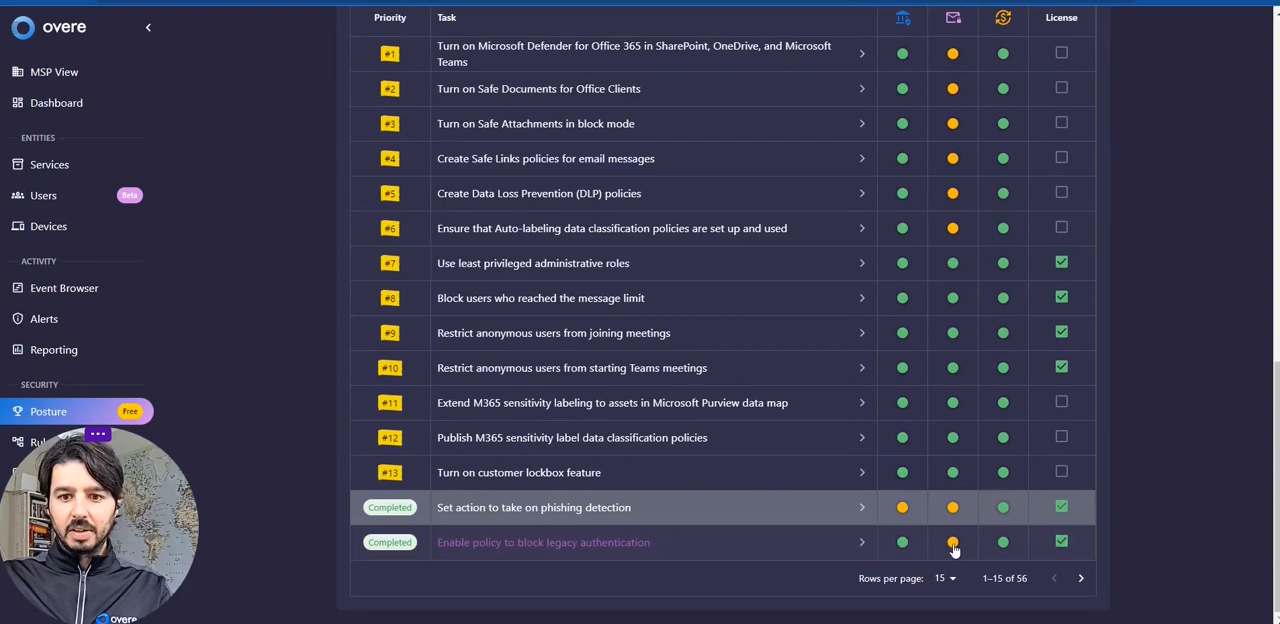 overe
MSP View
Dashboard
ENTITIES
Services
Users Beta
Devices
ACTIVITY
Event Browser
Alerts
Reporting
SECURITY
Posture Free
Priority Task License
#1 Turn on Microsoft Defender for Office 365 in SharePoint, OneDrive, and Microsoft
Teams
#2 Turn on Safe Documents for Office Clients
#3 Turn on Safe Attachments in block mode
#4 Create Safe Links policies for email messages
#5 Create Data Loss Prevention (DLP) policies
#6 Ensure that Auto-labeling data classification policies are set up and used
#7 Use least privileged administrative roles
#8 Block users who reached the message limit
#9 Restrict anonymous users from joining meetings
#10 Restrict anonymous users from starting Teams meetings
#11 Extend M365 sensitivity labeling to assets in Microsoft Purview data map
#12 Publish M365 sensitivity label data classification policies
#13 Turn on customer lockbox feature
Completed Set action to take on phishing detection
Completed Enable policy to block legacy authentication
Rows per page: 15 1–15 of 56
overe